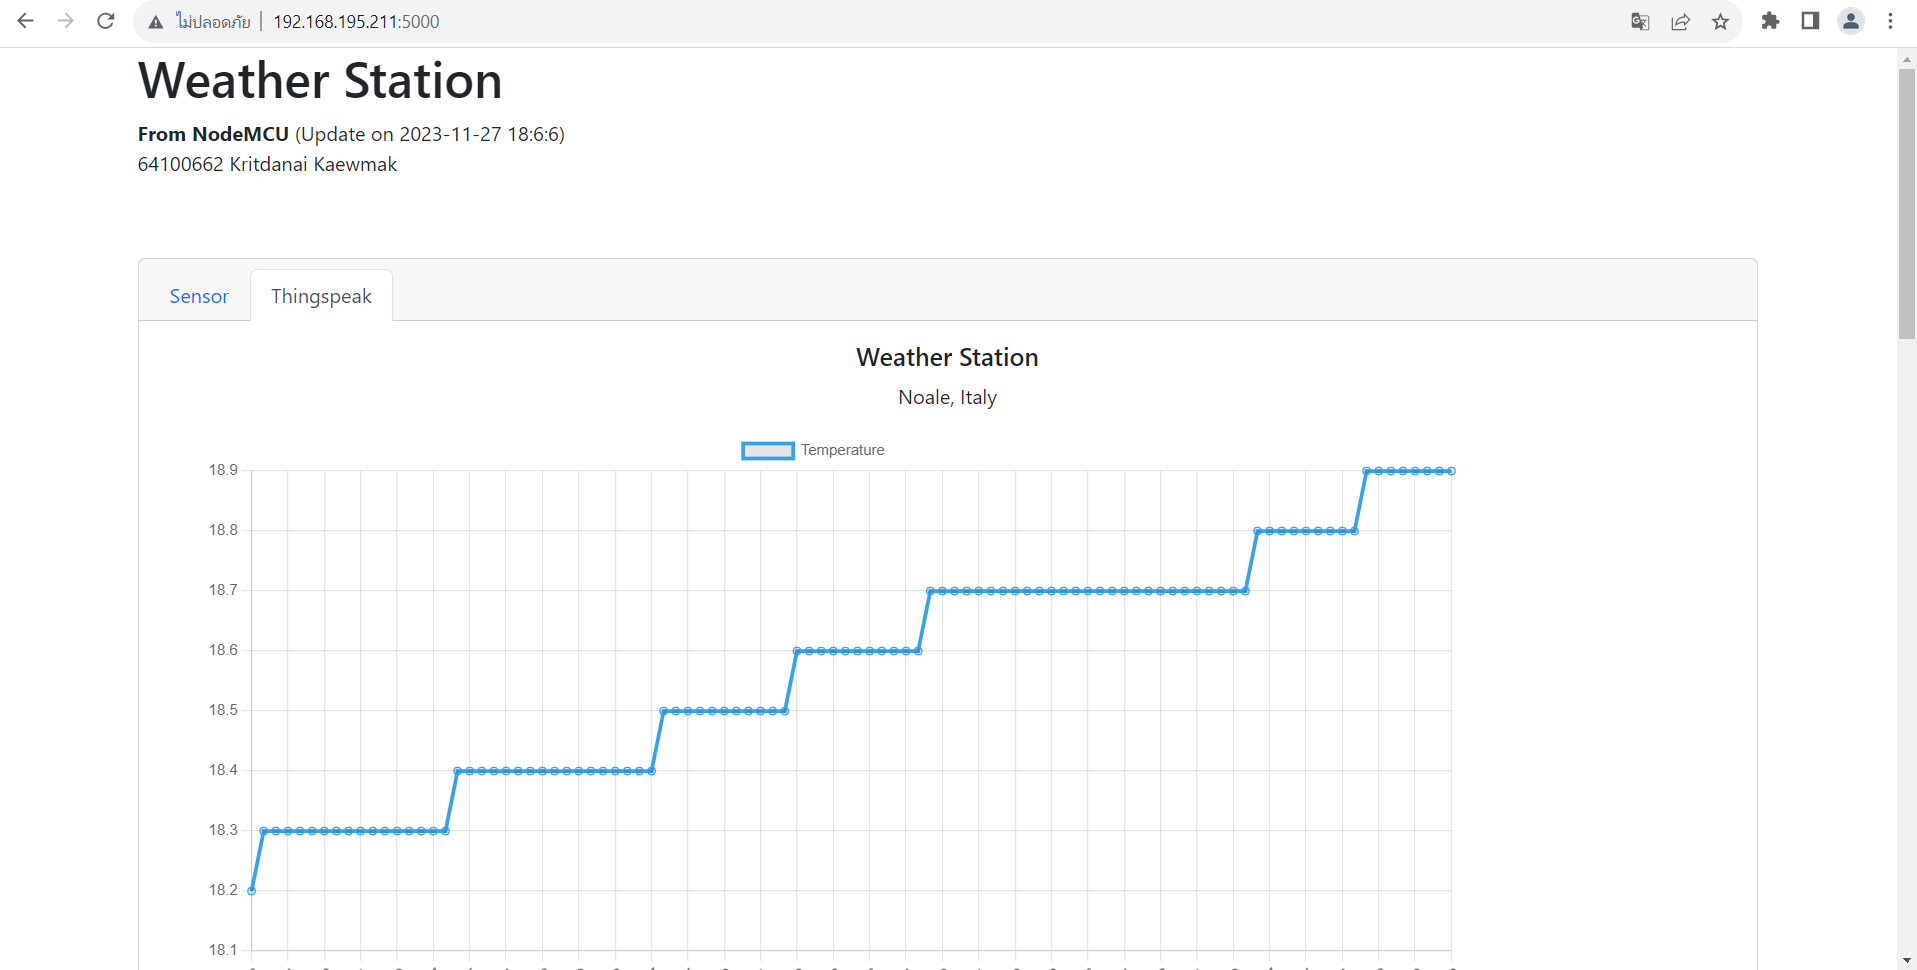 ไม่ปลอดภัย | 192.168.195.211:5000
Weather Station
From NodeMCU (Update on 2023-11-27 18:6:6)
64100662 Kritdanai Kaewmak
Sensor Thingspeak
Weather Station
Noale, Italy
Temperature
18.9
18.8
18.7
18.6
18.5
18.4
18.3
18.2
18.1